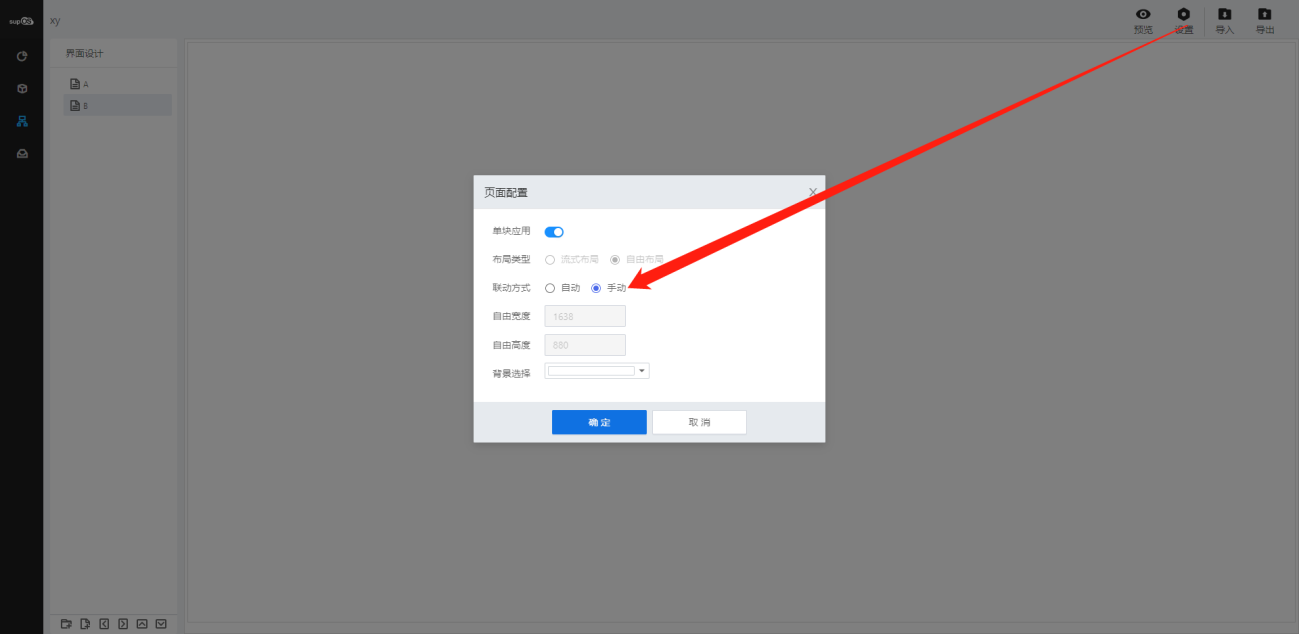 xy
预览
设置
导入
导出
界面设计
A
B
页面配置
单块应用
布局类型 流式布局 自由布局
联动方式 自动 手动
自由宽度 1638
自由高度 880
背景选择
确 定
取 消